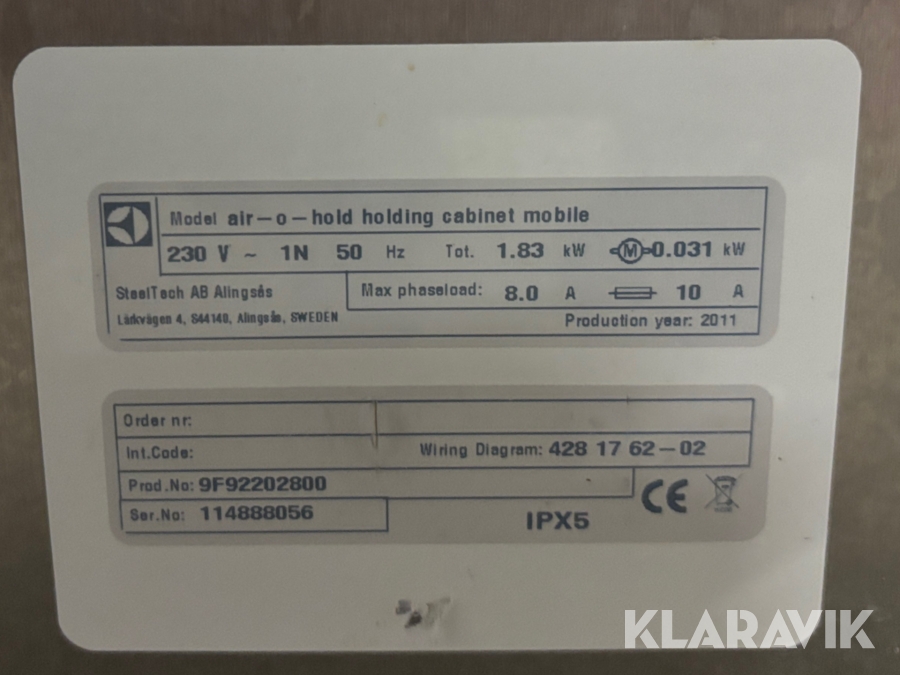 Model air-o-hold holding cabinet mobile
230 V ~ 1N 50 Hz Tot. 1.83 kW M 0.031 kW
SteelTech AB Alingsås Max phaseload: 8.0 A 10 A
Lärkvägen 4, S44140, Alingsås, SWEDEN Production year: 2011
Order nr:
Int.Code: Wiring Diagram: 428 17 62-02
Prod.No: 9F92202800
Ser.No: 114888056
CE
IPX5
KLARAVIK